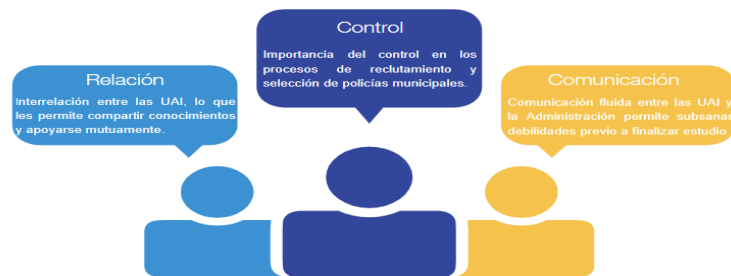 Relación
Interrelación entre las UAI, lo que
les permite compartir conocimientos
y apoyarse mutuamente.
Control
Importancia del control en los
procesos de reclutamiento y
selección de policías municipales.
Comunicación
Comunicación fluida entre las UAI y
la Administración permite subsanar
debilidades previo a finalizar estudio